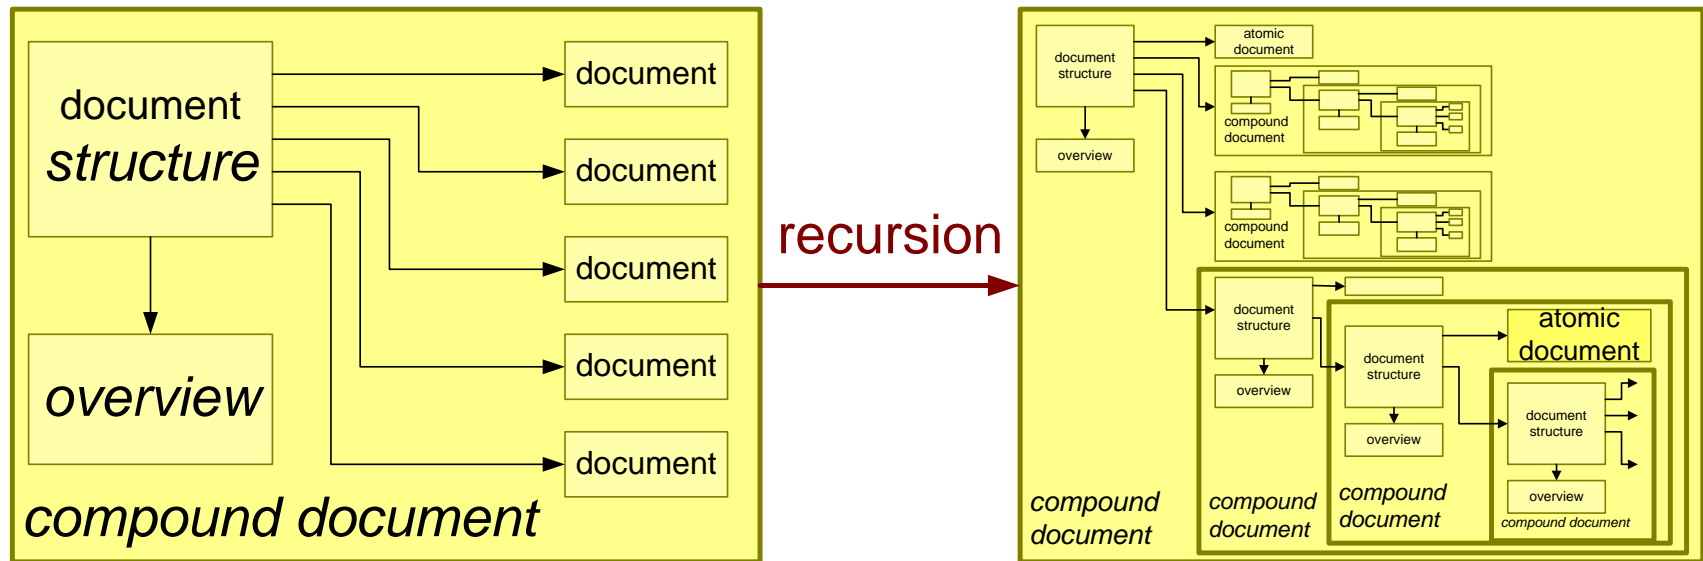 document
structure
overview
compound document
document
document
document
document
document
recursion
document
structure
overview
atomic
document
compound
document
compound
document
document
structure
overview
document
structure
overview
atomic
document
document
structure
overview
compound document
compound
document
compound
document
compound
document